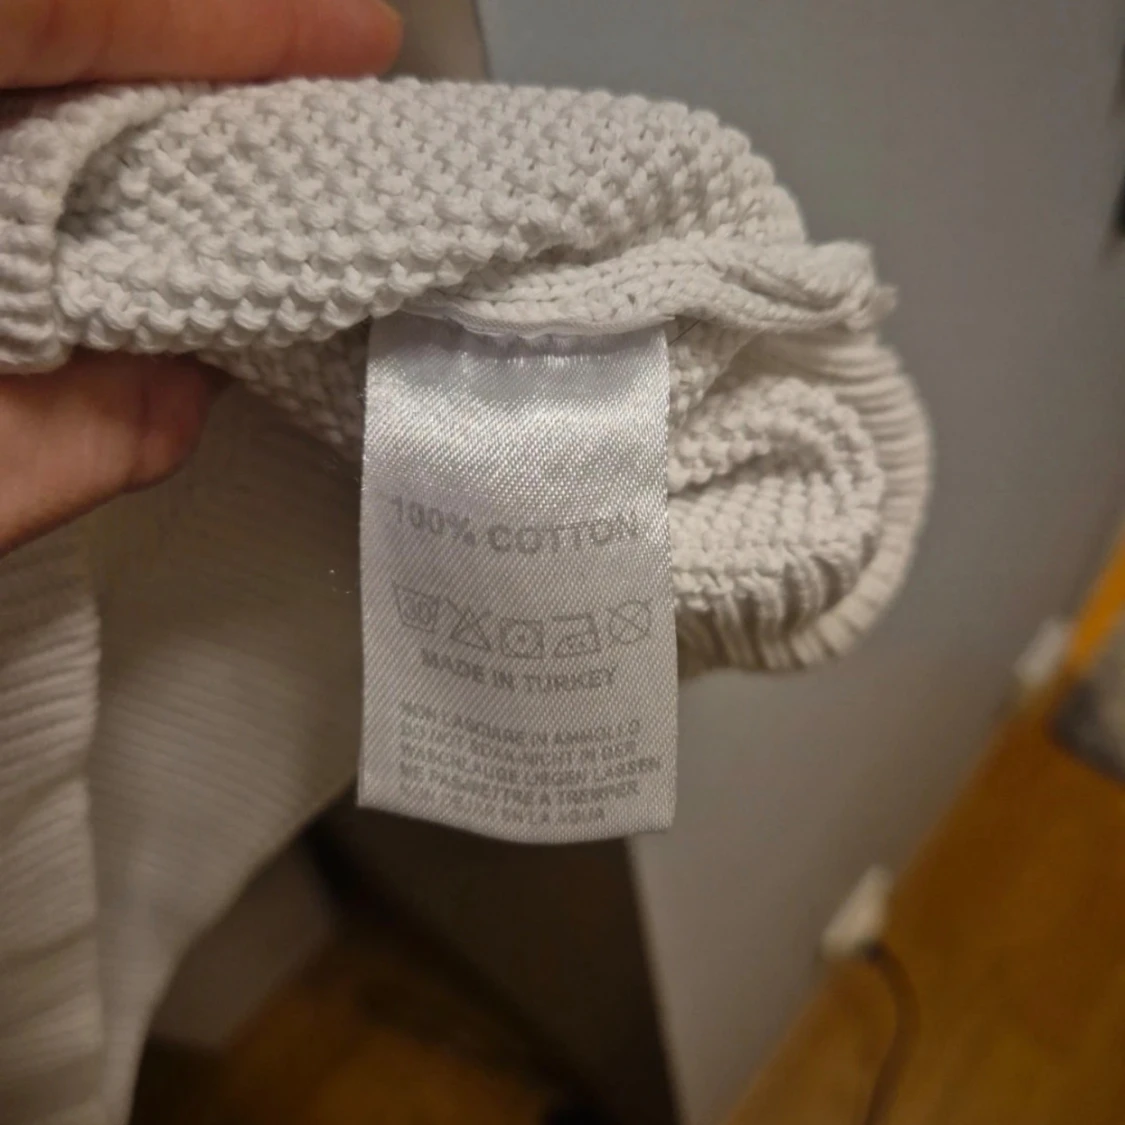 100% COTTON
30
MADE IN TURKEY
NON LASCIARE IN AMMOLLO
DO NOT SOAK-NICHT IN DER
WASCHLAUGE LIEGEN LASSEN
NE PAS METTRE A TREMPER
EN LA AGUA